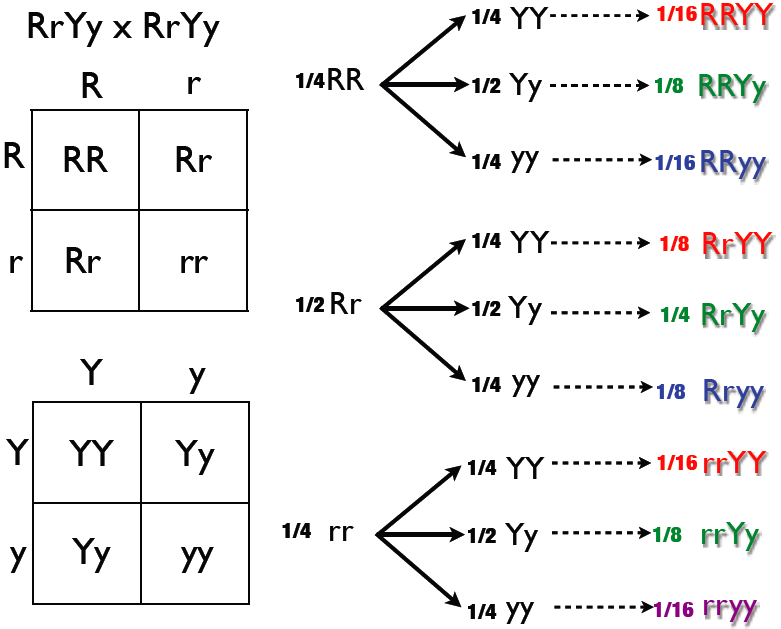 RrYy x RrYy
R r
R RR Rr
r Rr rr
Y y
Y YY Yy
y Yy yy
1/4 RR
1/4 YY 1/16 RRYY
1/2 Yy 1/8 RRYy
1/4 yy 1/16 RRyy
1/2 Rr
1/4 YY 1/8 RrYY
1/2 Yy 1/4 RrYy
1/4 yy 1/8 Rryy
1/4 rr
1/4 YY 1/16 rrYY
1/2 Yy 1/8 rrYy
1/4 yy 1/16 rryy